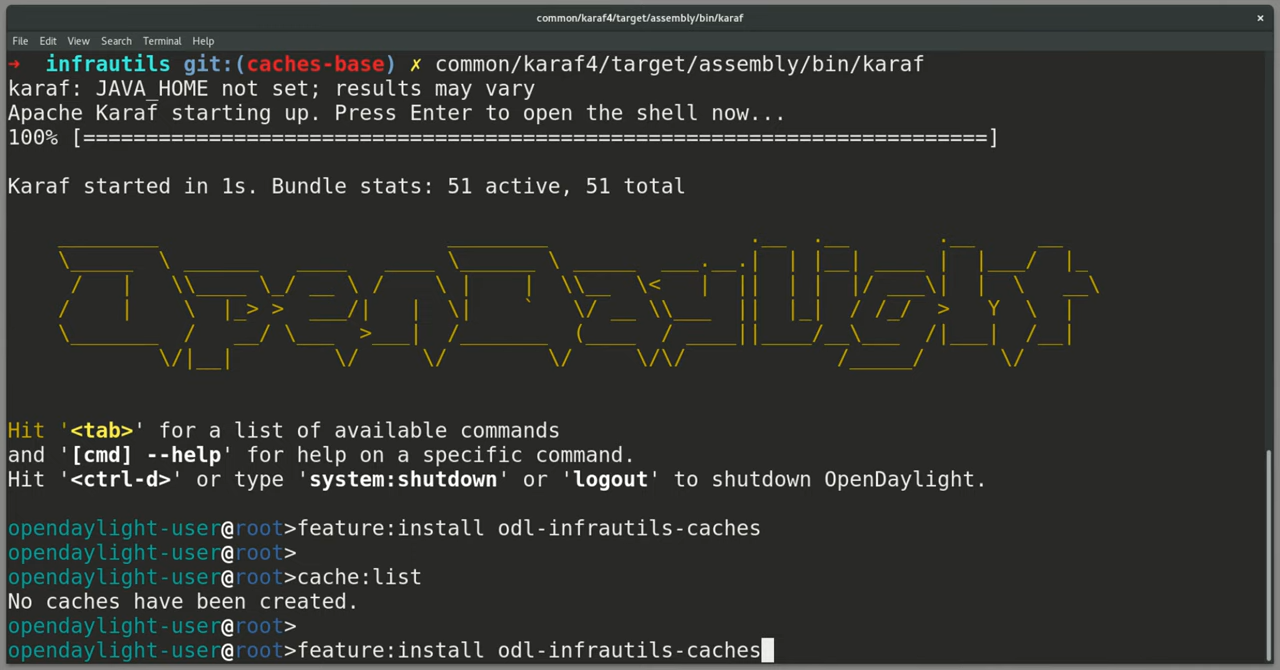 common/karaf4/target/assembly/bin/karaf ×
File Edit View Search Terminal Help
→ infrautils git:(caches-base) ✗ common/karaf4/target/assembly/bin/karaf
karaf: JAVA_HOME not set; results may vary
Apache Karaf starting up. Press Enter to open the shell now...
100% [========================================================================]
Karaf started in 1s. Bundle stats: 51 active, 51 total
OpenDaylight
Hit '<tab>' for a list of available commands
and '[cmd] --help' for help on a specific command.
Hit '<ctrl-d>' or type 'system:shutdown' or 'logout' to shutdown OpenDaylight.
opendaylight-user@root>feature:install odl-infrautils-caches
opendaylight-user@root>
opendaylight-user@root>cache:list
No caches have been created.
opendaylight-user@root>
opendaylight-user@root>feature:install odl-infrautils-caches